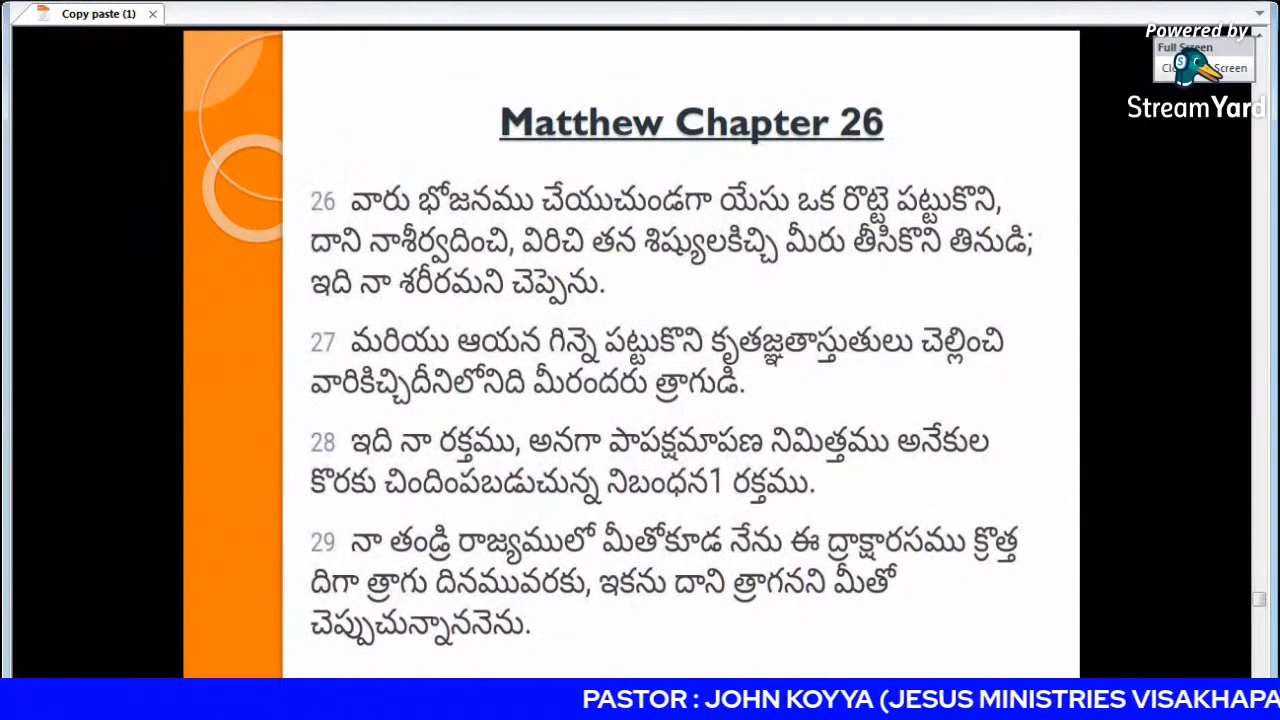 Copy paste (1)
Powered by
Full Screen
Screen
StreamYard
Matthew Chapter 26
26 వారు భోజనము చేయుచుండగా యేసు ఒక రొట్టె పట్టుకొని,
దాని నాశీర్వదించి, విరిచి తన శిష్యులకిచ్చి మీరు తీసికొని తినుడి;
ఇది నా శరీరమని చెప్పెను.
27 మరియు ఆయన గిన్నె పట్టుకొని కృతజ్ఞతాస్తుతులు చెల్లించి
వారికిచ్చిదీనిలోనిది మీరందరు త్రాగుడి.
28 ఇది నా రక్తము, అనగా పాపక్షమాపణ నిమిత్తము అనేకుల
కొరకు చిందింపబడుచున్న నిబంధన1 రక్తము.
29 నా తండ్రి రాజ్యములో మీతోకూడ నేను ఈ ద్రాక్షారసము క్రొత్త
దిగా త్రాగు దినమువరకు, ఇకను దాని త్రాగనని మీతో
చెప్పుచున్నాననెను.
PASTOR : JOHN KOYYA (JESUS MINISTRIES VISAKHAPA